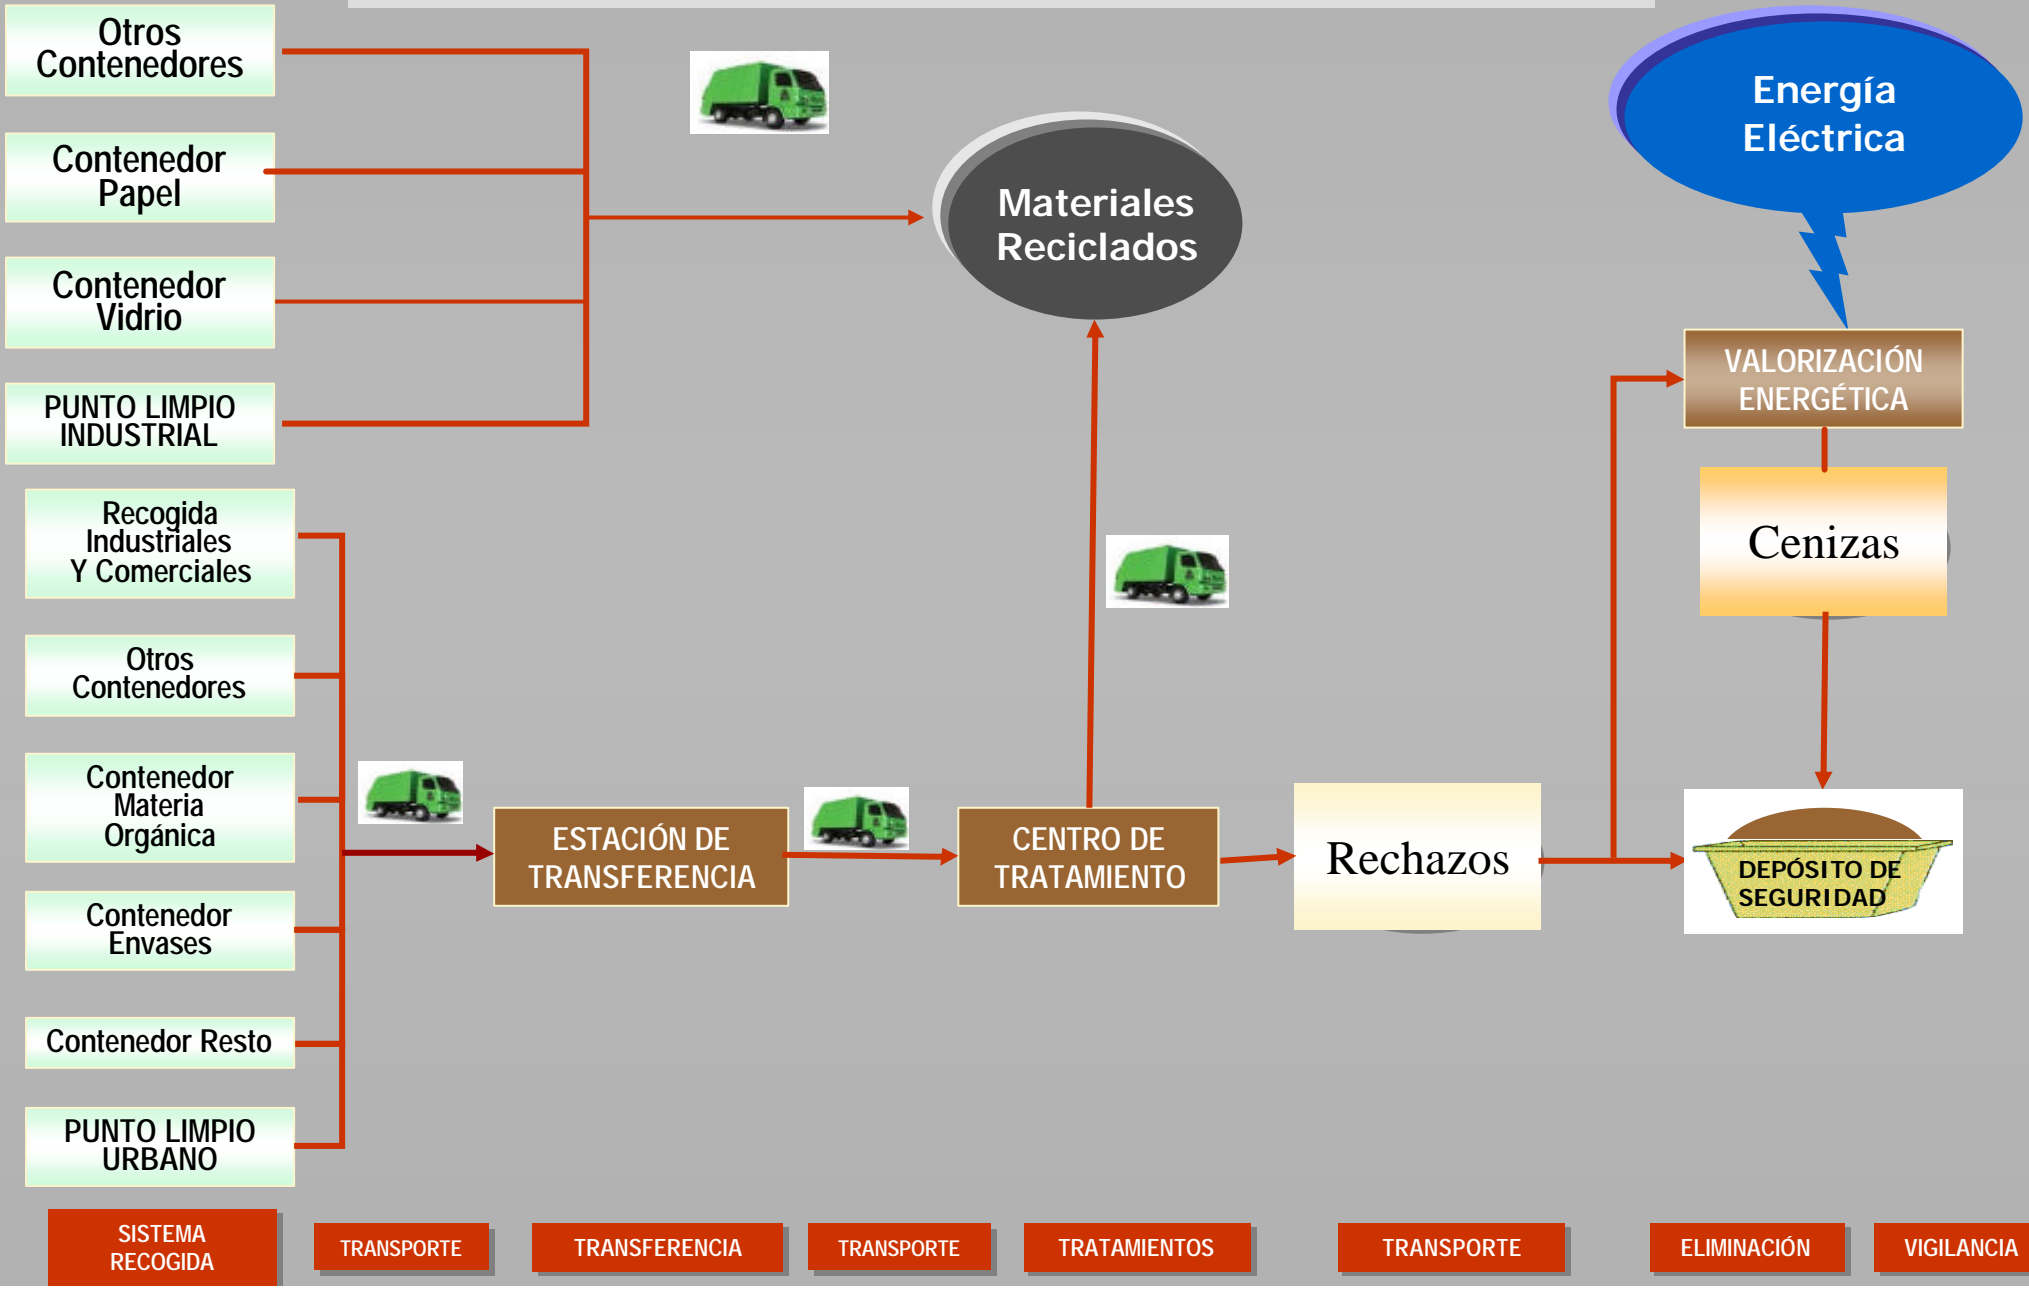 Otros
Contenedores
Contenedor
Papel
Contenedor
Vidrio
PUNTO LIMPIO
INDUSTRIAL
Recogida
Industriales
Y Comerciales
Otros
Contenedores
Contenedor
Materia
Orgánica
Contenedor
Envases
Contenedor Resto
PUNTO LIMPIO
URBANO
ESTACIÓN DE
TRANSFERENCIA
CENTRO DE
TRATAMIENTO
Materiales
Reciclados
Rechazos
Energía
Eléctrica
VALORIZACIÓN
ENERGÉTICA
Cenizas
DEPÓSITO DE
SEGURIDAD
SISTEMA
RECOGIDA
TRANSPORTE
TRANSFERENCIA
TRANSPORTE
TRATAMIENTOS
TRANSPORTE
ELIMINACIÓN
VIGILANCIA